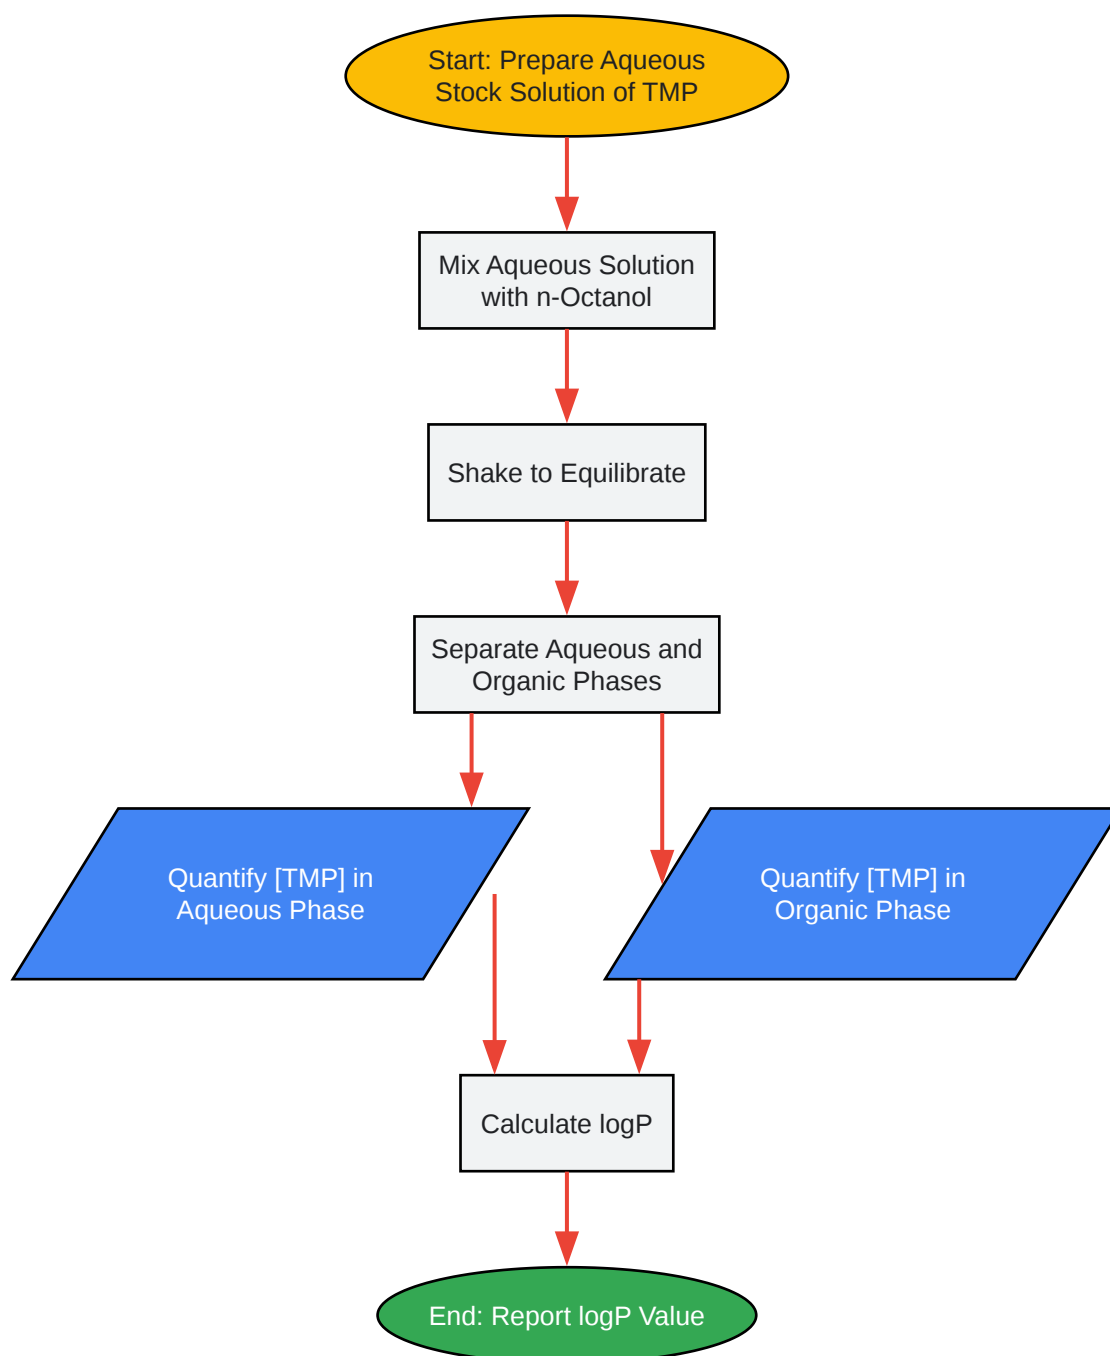 Start: Prepare Aqueous
Stock Solution of TMP
Mix Aqueous Solution
with n-Octanol
Shake to Equilibrate
Separate Aqueous and
Organic Phases
Quantify [TMP] in
Aqueous Phase
Quantify [TMP] in
Organic Phase
Calculate logP
End: Report logP Value